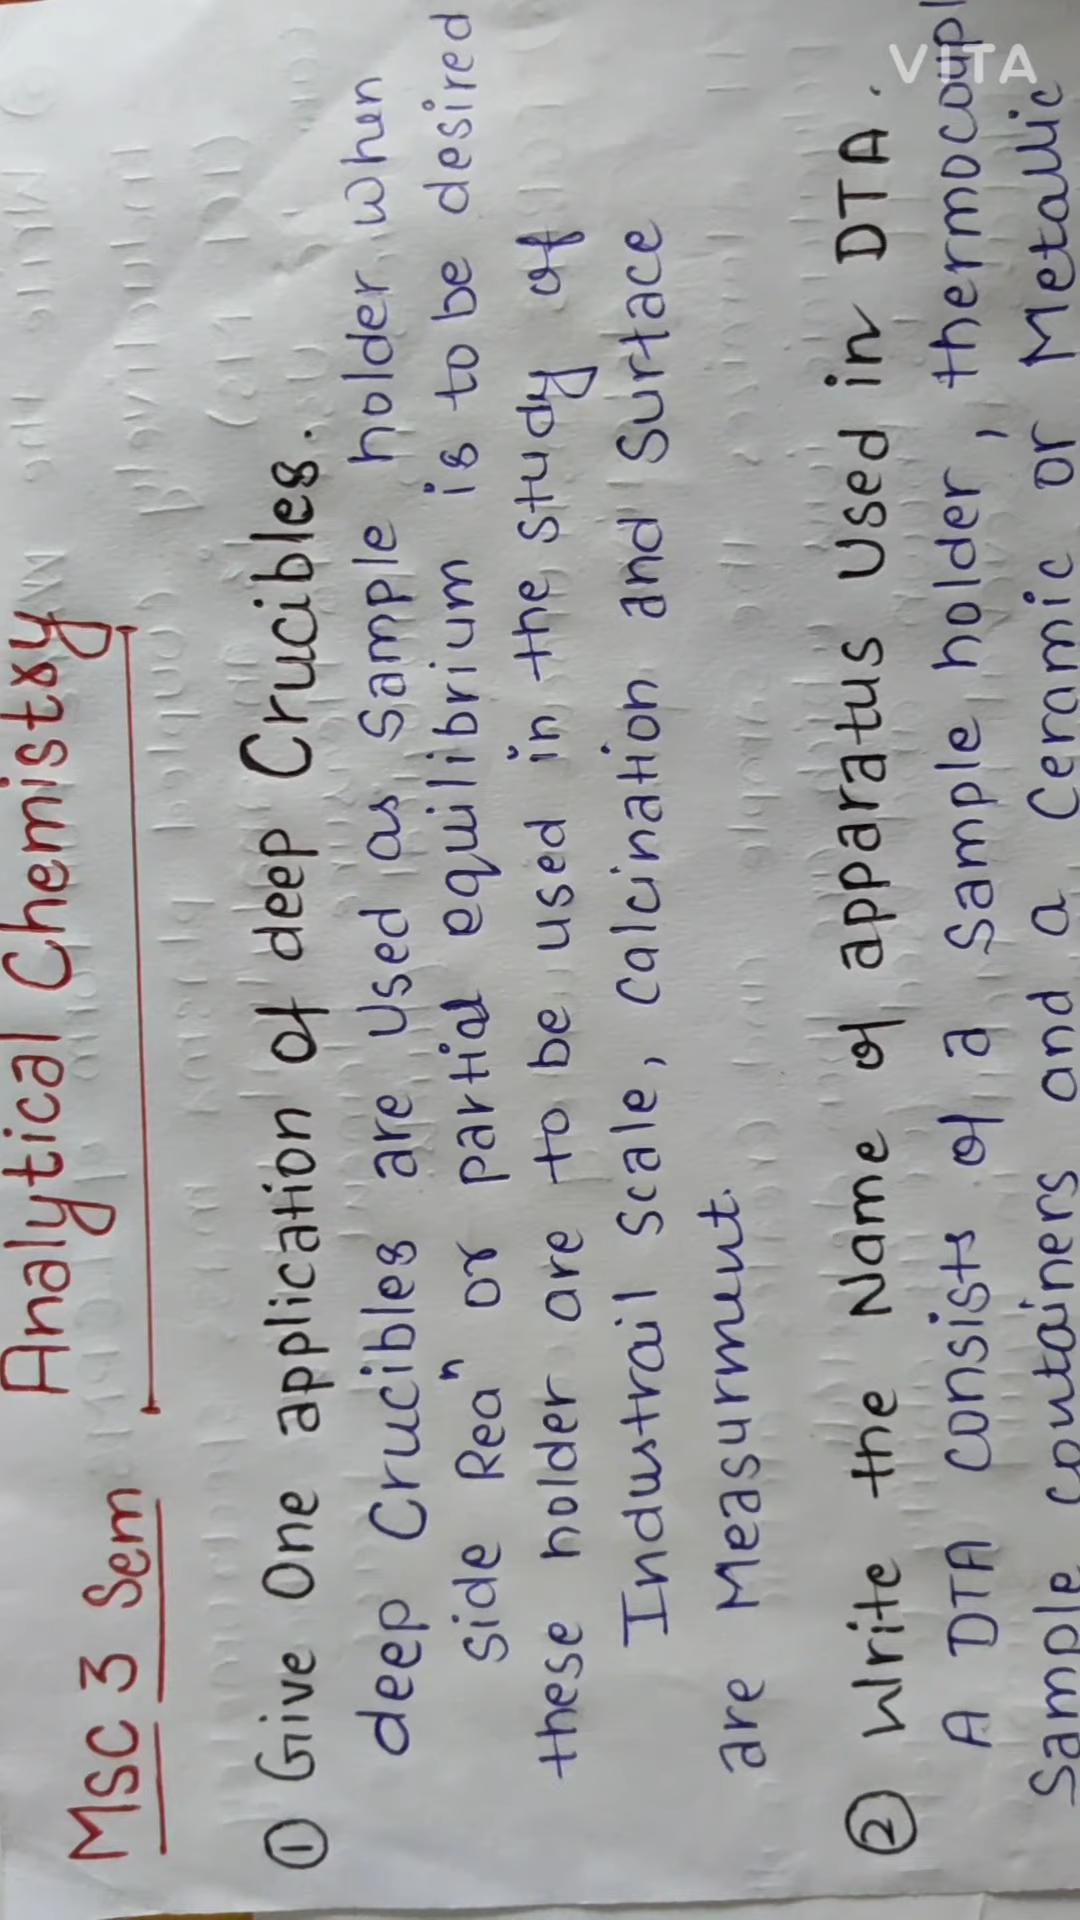 MSC 3 Sem Analytical Chemistry
① Give One application of deep Crucibles.
deep Crucibles are used as Sample holder when
side Reaⁿ or partial equilibrium is to be desired
these holder are to be used in the study of
Industrail Scale, calcination and Surface
are Measurment.
② Write the Name of apparatus used in DTA.
A DTA consists of a Sample holder, thermocoupl
Sample containers and a Ceramic or Metallic
VITA